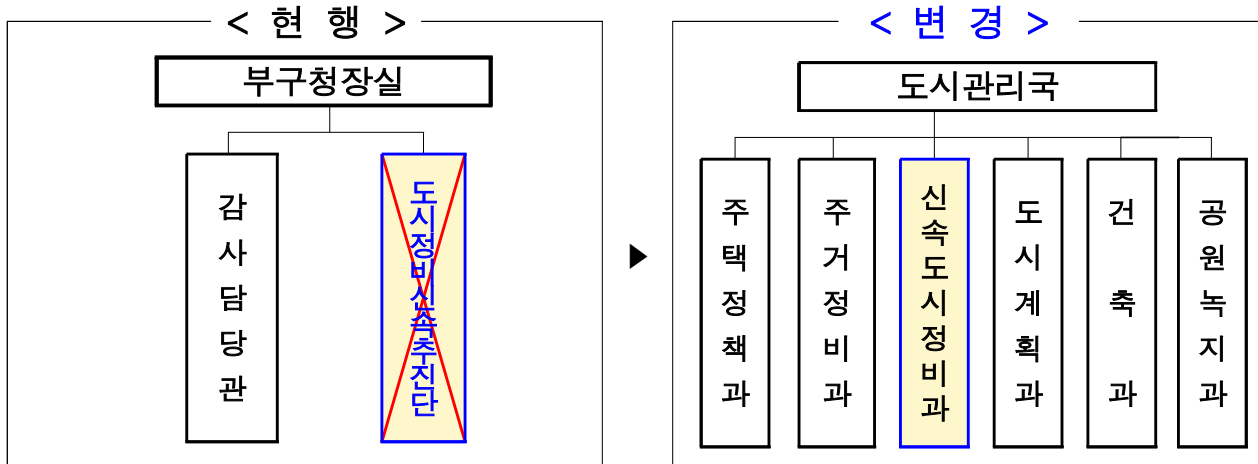 < 현 행 >
부구청장실
감사담당관
도시정비신속추진단
< 변 경 >
도시관리국
주택정책과
주거정비과
신속도시정비과
도시계획과
건축과
공원녹지과